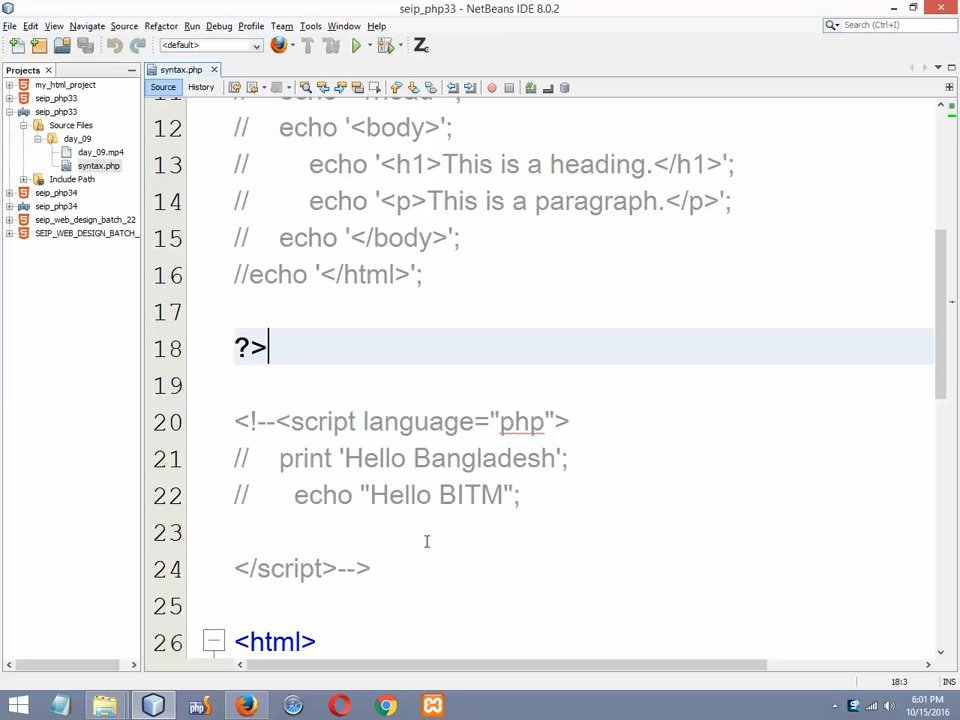 seip_php33 - NetBeans IDE 8.0.2
File Edit View Navigate Source Refactor Run Debug Profile Team Tools Window Help
Search (Ctrl+I)
<default>
Projects
syntax.php
Source History
my_html_project
seip_php33
seip_php33
Source Files
day_09
day_09.mp4
syntax.php
Include Path
seip_php34
seip_php34
seip_web_design_batch_22
SEIP_WEB_DESIGN_BATCH_
12 // echo '<body>';
13 // echo '<h1>This is a heading.</h1>';
14 // echo '<p>This is a paragraph.</p>';
15 // echo '</body>';
16 //echo '</html>';
17
18 ?>
19
20 <!--<script language="php">
21 // print 'Hello Bangladesh';
22 // echo "Hello BITM";
23
24 </script>-->
25
26 <html>
18:3 INS
6:01 PM
10/15/2016